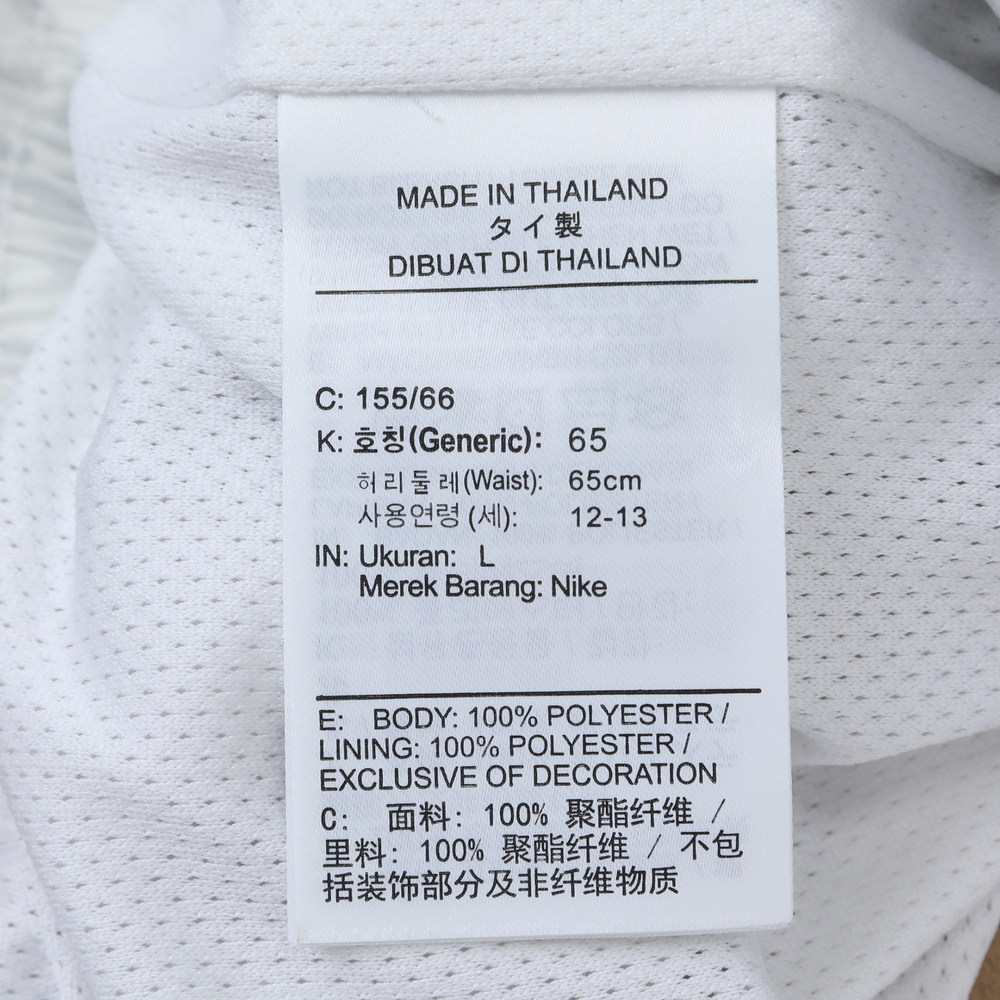 MADE IN THAILAND
タイ製
DIBUAT DI THAILAND
C: 155/66
K: 호칭(Generic): 65
허리둘레(Waist): 65cm
사용연령(세): 12-13
IN: Ukuran: L
Merek Barang: Nike
E: BODY: 100% POLYESTER /
LINING: 100% POLYESTER /
EXCLUSIVE OF DECORATION
C: 面料: 100% 聚酯纤维 /
里料: 100% 聚酯纤维 / 不包
括装饰部分及非纤维物质